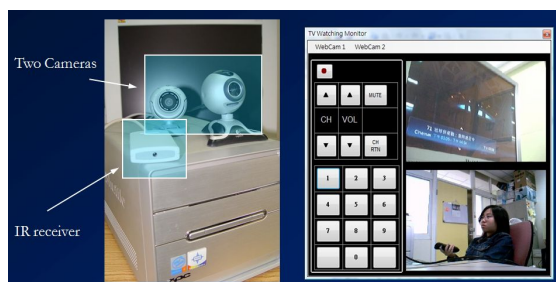 Two Cameras
IR receiver
TV Watching Monitor
WebCam 1 WebCam 2
MUTE
CH VOL
CH
RTN
1 2 3
4 5 6
7 8 9
0